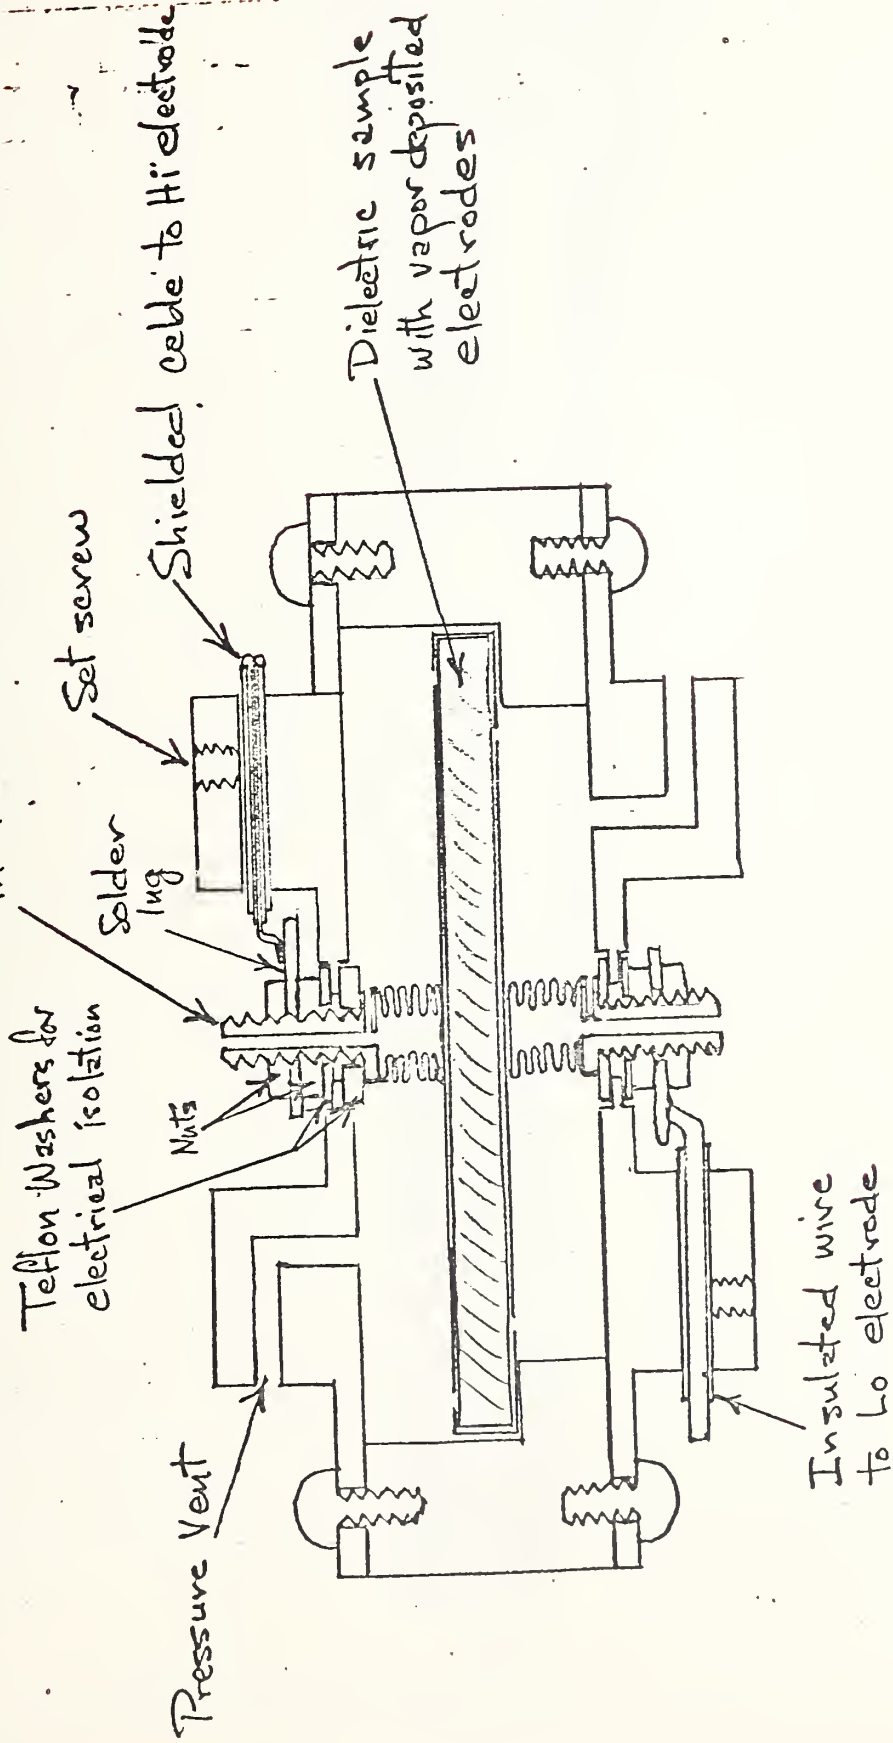 Teflon Washers for
electrical isolation
Nuts
Solder
lug
Set screw
Shielded cable to Hi electrode
Pressure Vent
Dielectric sample
with vapor deposited
electrodes
Insulated wire
to Lo electrode